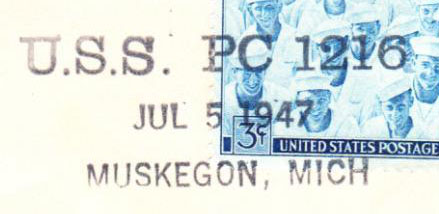 U.S.S. PC 1216
JUL 5 1947
3¢
UNITED STATES POSTAGE
MUSKEGON, MICH